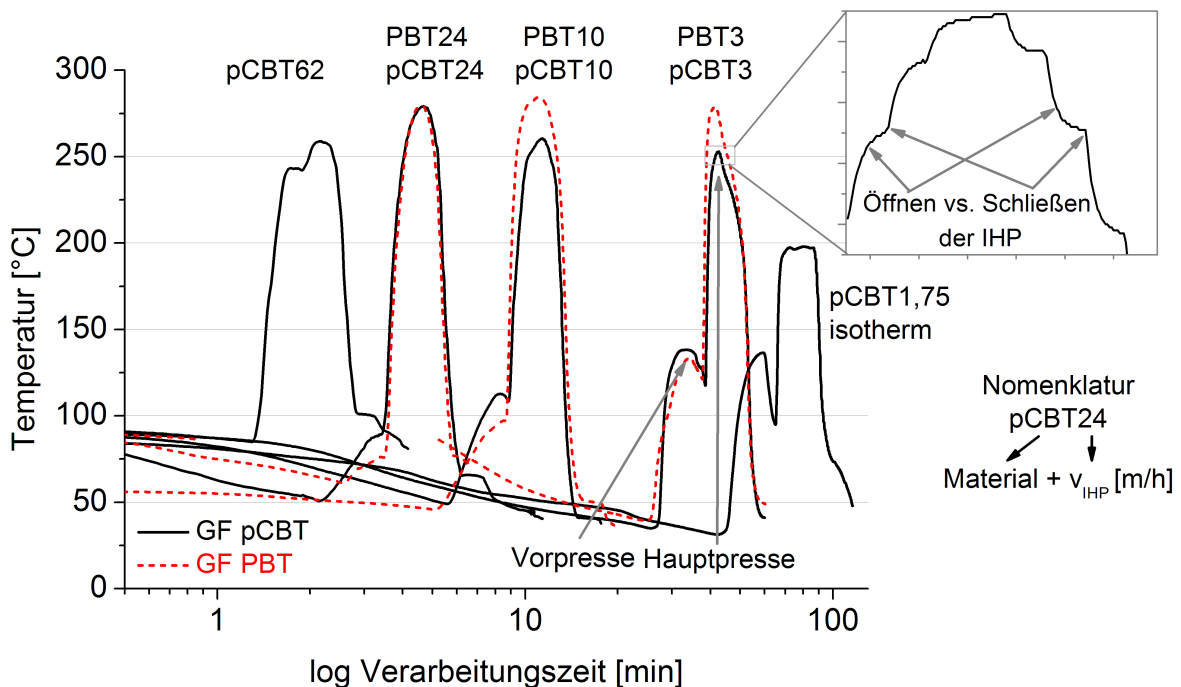 PBT24
PBT10
PBT3
pCBT62
pCBT24
pCBT10
pCBT3
300
250
200
150
100
50
0
Temperatur [°C]
Öffnen vs. Schließen
der IHP
pCBT1,75
isotherm
Nomenklatur
pCBT24
Material + vIHP [m/h]
GF pCBT
GF PBT
Vorpresse
Hauptpresse
1
10
100
log Verarbeitungszeit [min]